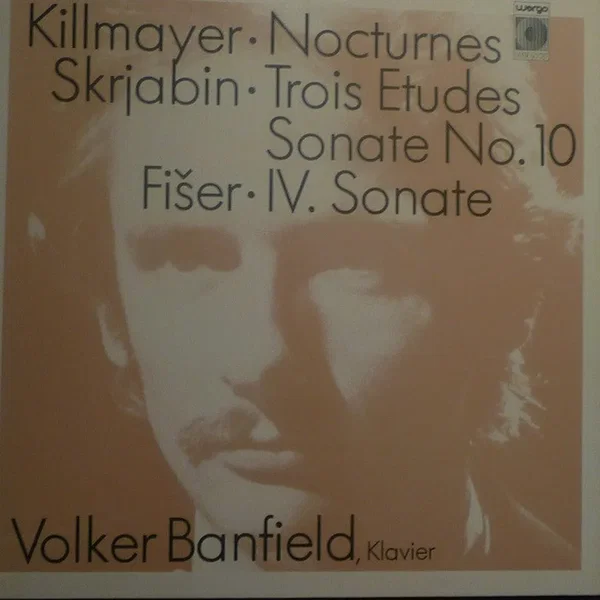 Killmayer · Nocturnes
Skrjabin · Trois Etudes
Sonate No. 10
Fišer · IV. Sonate
wergo
Volker Banfield, Klavier